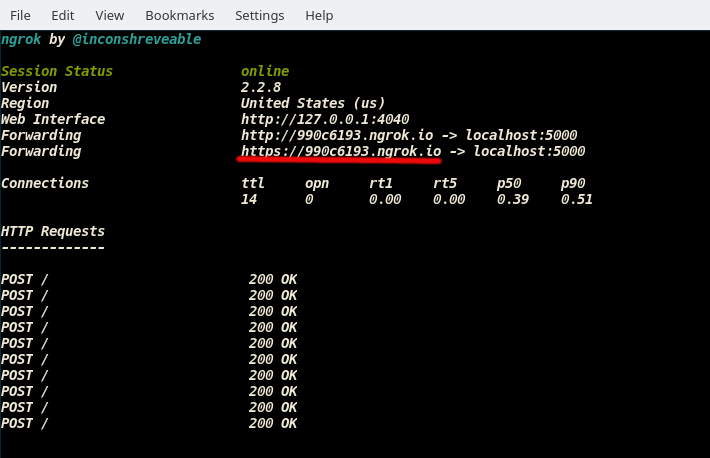 File Edit View Bookmarks Settings Help
ngrok by @inconshreveable
Session Status online
Version 2.2.8
Region United States (us)
Web Interface http://127.0.0.1:4040
Forwarding http://990c6193.ngrok.io -> localhost:5000
Forwarding https://990c6193.ngrok.io -> localhost:5000
Connections ttl opn rt1 rt5 p50 p90
14 0 0.00 0.00 0.39 0.51
HTTP Requests
-------------
POST / 200 OK
POST / 200 OK
POST / 200 OK
POST / 200 OK
POST / 200 OK
POST / 200 OK
POST / 200 OK
POST / 200 OK
POST / 200 OK
POST / 200 OK